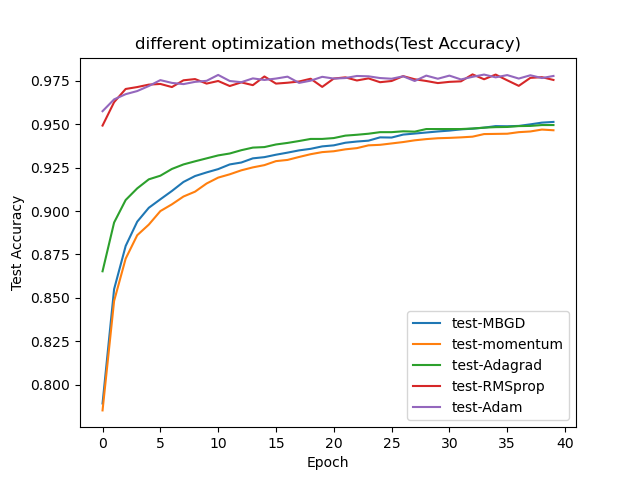 different optimization methods(Test Accuracy)
0.975
0.950
0.925
0.900
0.875
0.850
0.825
0.800
Test Accuracy
test-MBGD
test-momentum
test-Adagrad
test-RMSprop
test-Adam
0 5 10 15 20 25 30 35 40
Epoch